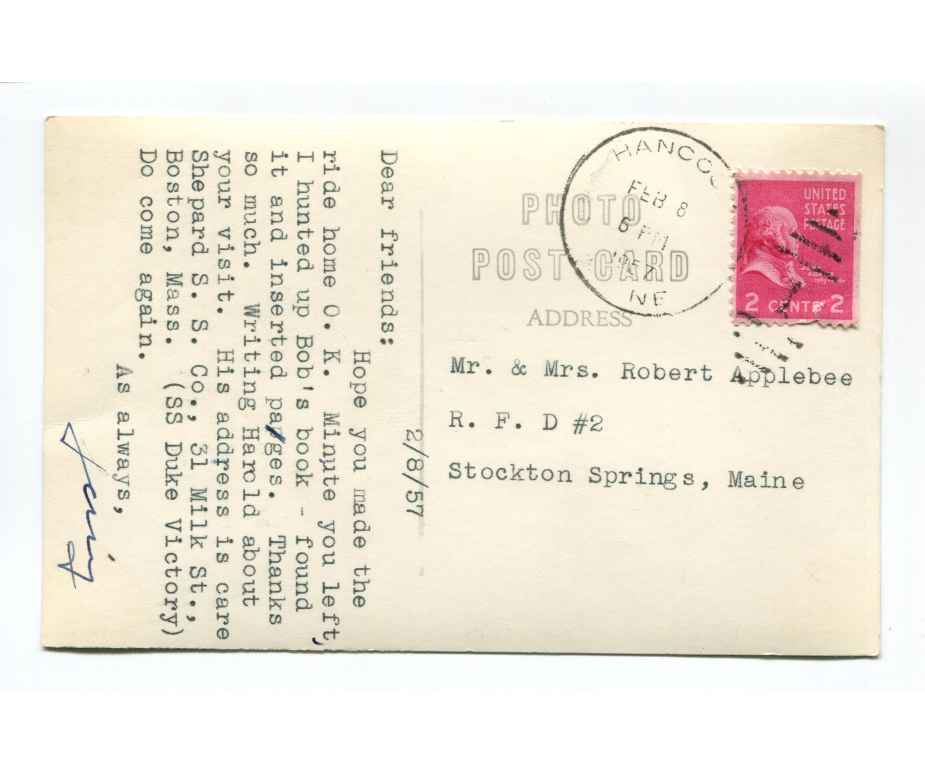 2/8/57
Dear friends:
Hope you made the
ride home O. K. Minute you left,
I hunted up Bob's book - found
it and inserted pages. Thanks
so much. Writing Harold about
your visit. His address is care
Shepard S. S. Co., 31 Milk St.,
Boston, Mass. (SS Duke Victory)
Do come again.
As always,
PHOTO
POST CARD
ADDRESS
HANCOC
FEB 8
6 PM
1957
NE
UNITED
STATES
POSTAGE
2 CENTS 2
Mr. & Mrs. Robert Applebee
R. F. D #2
Stockton Springs, Maine